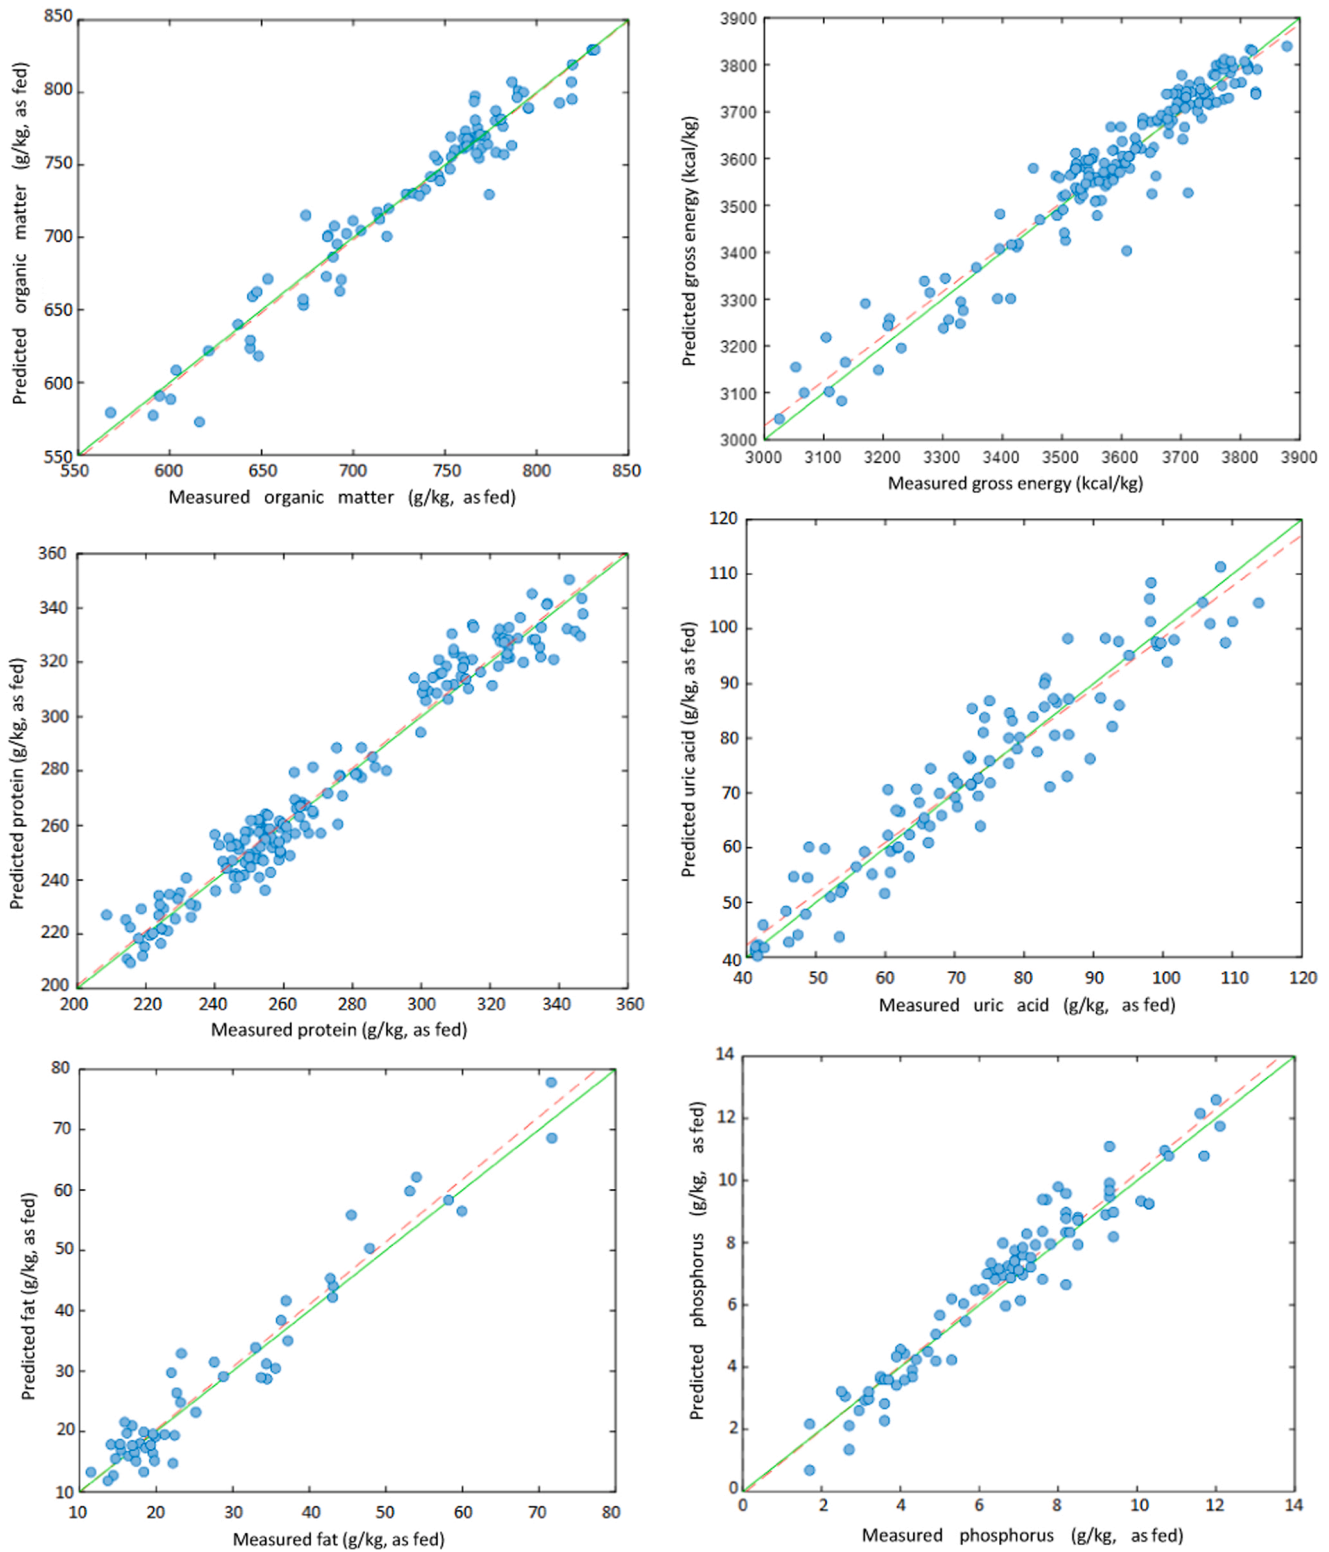 850
800
750
700
650
600
550
Predicted organic matter (g/kg, as fed)
550 600 650 700 750 800 850
Measured organic matter (g/kg, as fed)
3900
3800
3700
3600
3500
3400
3300
3200
3100
3000
Predicted gross energy (kcal/kg)
3000 3100 3200 3300 3400 3500 3600 3700 3800 3900
Measured gross energy (kcal/kg)
360
340
320
300
280
260
240
220
200
Predicted protein (g/kg, as fed)
200 220 240 260 280 300 320 340 360
Measured protein (g/kg, as fed)
120
110
100
90
80
70
60
50
40
Predicted uric acid (g/kg, as fed)
40 50 60 70 80 90 100 110 120
Measured uric acid (g/kg, as fed)
80
70
60
50
40
30
20
10
Predicted fat (g/kg, as fed)
10 20 30 40 50 60 70 80
Measured fat (g/kg, as fed)
14
12
10
8
6
4
2
0
Predicted phosphorus (g/kg, as fed)
0 2 4 6 8 10 12 14
Measured phosphorus (g/kg, as fed)